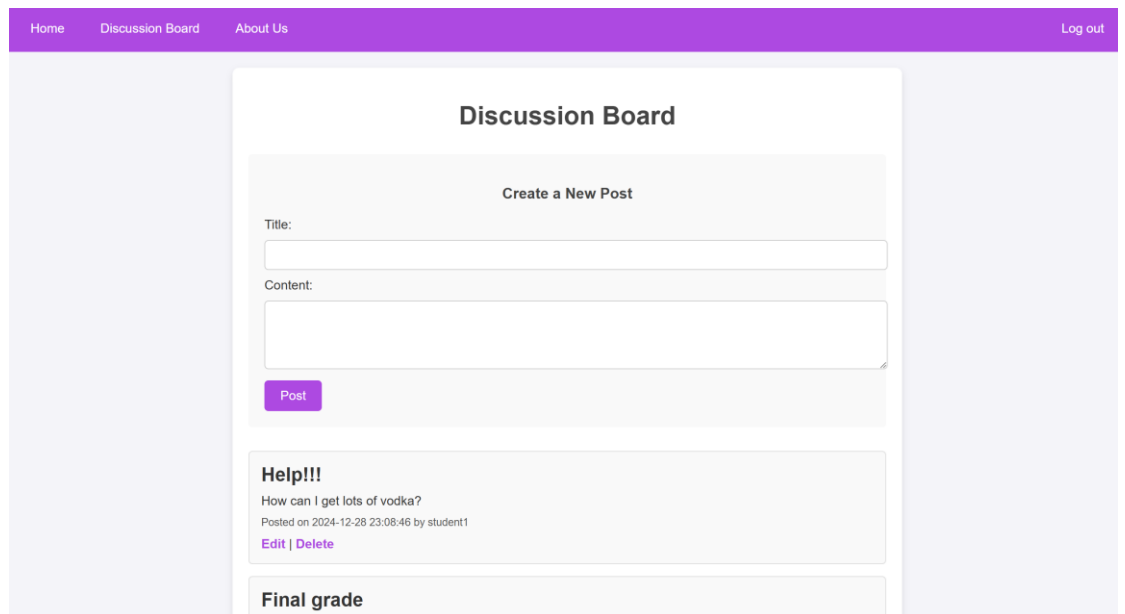 Home Discussion Board About Us Log out
Discussion Board
Create a New Post
Title:
Content:
Post
Help!!!
How can I get lots of vodka?
Posted on 2024-12-28 23:08:46 by student1
Edit | Delete
Final grade